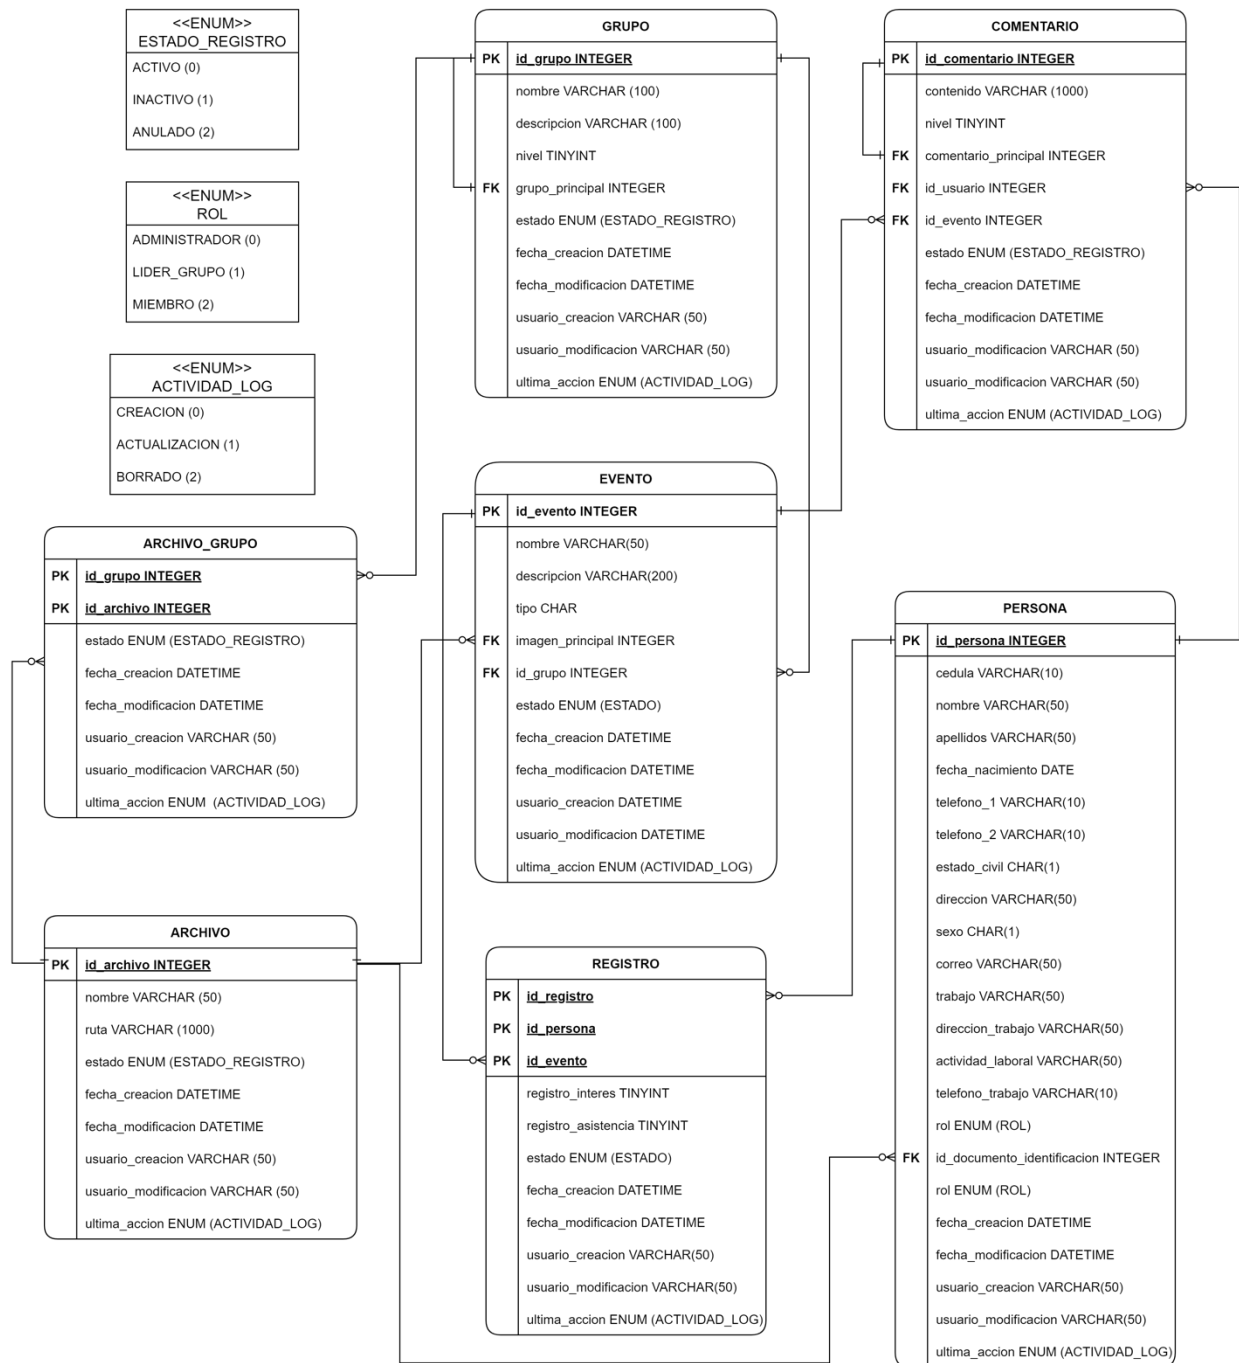 <<ENUM>>
ESTADO_REGISTRO
ACTIVO (0)
INACTIVO (1)
ANULADO (2)
<<ENUM>>
ROL
ADMINISTRADOR (0)
LIDER_GRUPO (1)
MIEMBRO (2)
<<ENUM>>
ACTIVIDAD_LOG
CREACION (0)
ACTUALIZACION (1)
BORRADO (2)
GRUPO
PK id_grupo INTEGER
nombre VARCHAR (100)
descripcion VARCHAR (100)
nivel TINYINT
FK grupo_principal INTEGER
estado ENUM (ESTADO_REGISTRO)
fecha_creacion DATETIME
fecha_modificacion DATETIME
usuario_creacion VARCHAR (50)
usuario_modificacion VARCHAR (50)
ultima_accion ENUM (ACTIVIDAD_LOG)
COMENTARIO
PK id_comentario INTEGER
contenido VARCHAR (1000)
nivel TINYINT
FK comentario_principal INTEGER
FK id_usuario INTEGER
FK id_evento INTEGER
estado ENUM (ESTADO_REGISTRO)
fecha_creacion DATETIME
fecha_modificacion DATETIME
usuario_modificacion VARCHAR (50)
usuario_modificacion VARCHAR (50)
ultima_accion ENUM (ACTIVIDAD_LOG)
ARCHIVO_GRUPO
PK id_grupo INTEGER
PK id_archivo INTEGER
estado ENUM (ESTADO_REGISTRO)
fecha_creacion DATETIME
fecha_modificacion DATETIME
usuario_creacion VARCHAR (50)
usuario_modificacion VARCHAR (50)
ultima_accion ENUM (ACTIVIDAD_LOG)
EVENTO
PK id_evento INTEGER
nombre VARCHAR(50)
descripcion VARCHAR(200)
tipo CHAR
FK imagen_principal INTEGER
FK id_grupo INTEGER
estado ENUM (ESTADO)
fecha_creacion DATETIME
fecha_modificacion DATETIME
usuario_creacion DATETIME
usuario_modificacion DATETIME
ultima_accion ENUM (ACTIVIDAD_LOG)
PERSONA
PK id_persona INTEGER
cedula VARCHAR(10)
nombre VARCHAR(50)
apellidos VARCHAR(50)
fecha_nacimiento DATE
telefono_1 VARCHAR(10)
telefono_2 VARCHAR(10)
estado_civil CHAR(1)
direccion VARCHAR(50)
sexo CHAR(1)
correo VARCHAR(50)
trabajo VARCHAR(50)
direccion_trabajo VARCHAR(50)
actividad_laboral VARCHAR(50)
telefono_trabajo VARCHAR(10)
rol ENUM (ROL)
FK id_documento_identificacion INTEGER
rol ENUM (ROL)
fecha_creacion DATETIME
fecha_modificacion DATETIME
usuario_creacion VARCHAR(50)
usuario_modificacion VARCHAR(50)
ultima_accion ENUM (ACTIVIDAD_LOG)
ARCHIVO
PK id_archivo INTEGER
nombre VARCHAR (50)
ruta VARCHAR (1000)
estado ENUM (ESTADO_REGISTRO)
fecha_creacion DATETIME
fecha_modificacion DATETIME
usuario_creacion VARCHAR (50)
usuario_modificacion VARCHAR (50)
ultima_accion ENUM (ACTIVIDAD_LOG)
REGISTRO
PK id_registro
PK id_persona
PK id_evento
registro_interes TINYINT
registro_asistencia TINYINT
estado ENUM (ESTADO)
fecha_creacion DATETIME
fecha_modificacion DATETIME
usuario_creacion VARCHAR(50)
usuario_modificacion VARCHAR(50)
ultima_accion ENUM (ACTIVIDAD_LOG)